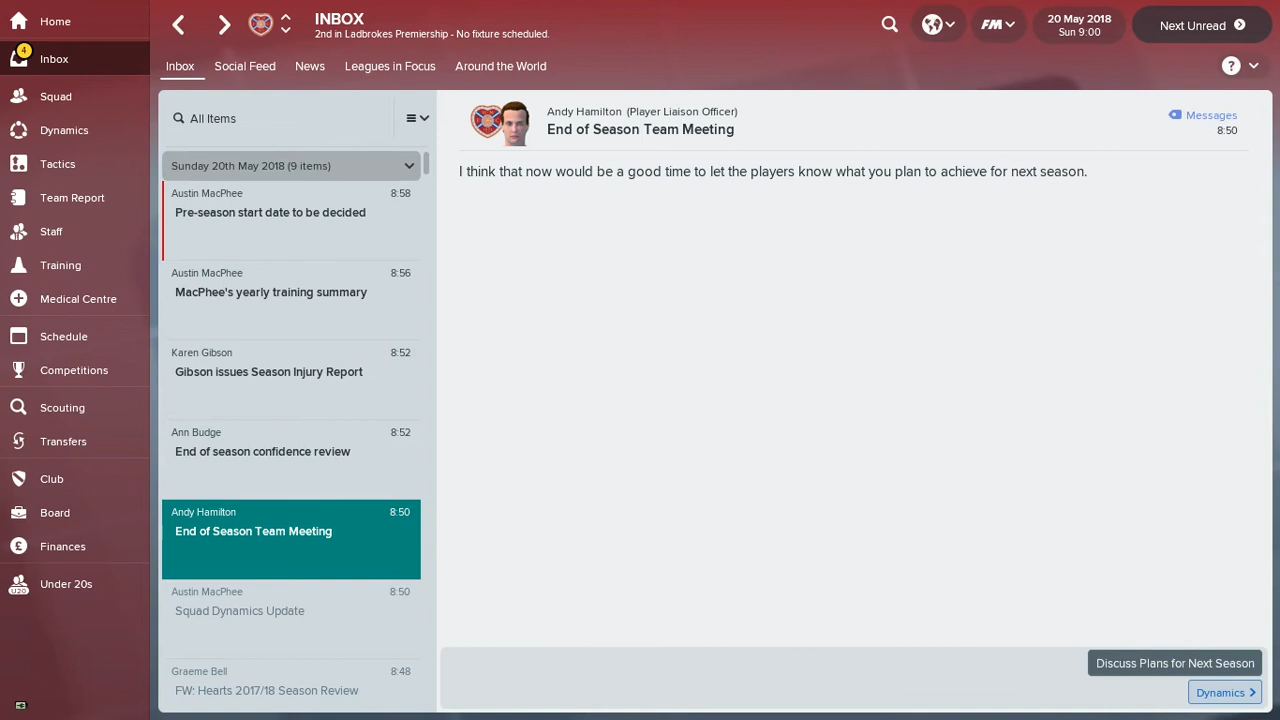 Home
4
Inbox
Squad
Dynamics
Tactics
Team Report
Staff
Training
Medical Centre
Schedule
Competitions
Scouting
Transfers
Club
Board
Finances
U20
Under 20s
INBOX
2nd in Ladbrokes Premiership - No fixture scheduled.
FM
20 May 2018
Sun 9:00
Next Unread
Inbox Social Feed News Leagues in Focus Around the World
?
All Items
Sunday 20th May 2018 (9 items)
Austin MacPhee 8:58
Pre-season start date to be decided
Austin MacPhee 8:56
MacPhee's yearly training summary
Karen Gibson 8:52
Gibson issues Season Injury Report
Ann Budge 8:52
End of season confidence review
Andy Hamilton 8:50
End of Season Team Meeting
Austin MacPhee 8:50
Squad Dynamics Update
Graeme Bell 8:48
FW: Hearts 2017/18 Season Review
Andy Hamilton (Player Liaison Officer)
End of Season Team Meeting
Messages
8:50
I think that now would be a good time to let the players know what you plan to achieve for next season.
Discuss Plans for Next Season
Dynamics